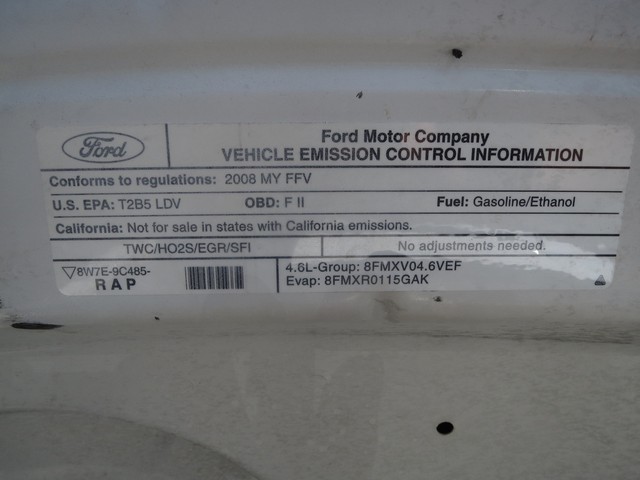 Ford
Ford Motor Company
VEHICLE EMISSION CONTROL INFORMATION
Conforms to regulations: 2008 MY FFV
U.S. EPA: T2B5 LDV OBD: F II Fuel: Gasoline/Ethanol
California: Not for sale in states with California emissions.
TWC/HO2S/EGR/SFI No adjustments needed.
▽8W7E-9C485- 4.6L-Group: 8FMXV04.6VEF
RAP Evap: 8FMXR0115GAK